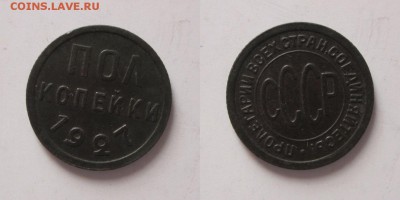 COINS.LAVE.RU
ПОЛ
КОПЕЙКИ
1927
ПРОЛЕТАРИИ ВСЕХ СТРАН, СОЕДИНЯЙТЕСЬ!
СССР